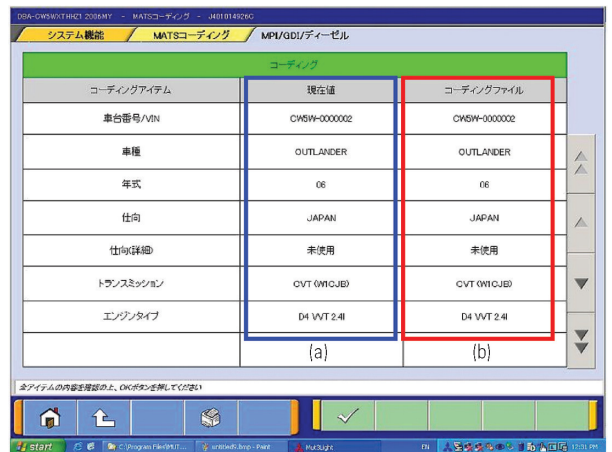 DBA-CW5WXTHHZ1 2006MY - MATSコーディング - J401014926C
システム機能 MATSコーディング MPI/GDI/ディーゼル
コーディング
コーディングアイテム 現在値 コーディングファイル
車台番号/VIN CW5W-0000002 CW5W-0000002
車種 OUTLANDER OUTLANDER
年式 06 06
仕向 JAPAN JAPAN
仕向(詳細) 未使用 未使用
トランスミッション CVT (W1CJB) CVT (W1CJB)
エンジンタイプ D4 VVT 2.4l D4 VVT 2.4l
(a) (b)
全アイテムの内容を確認の上、OKボタンを押してください
start C:\Program Files\MUT... untitled9.bmp - Paint Mut3Light EN 12:31 PM